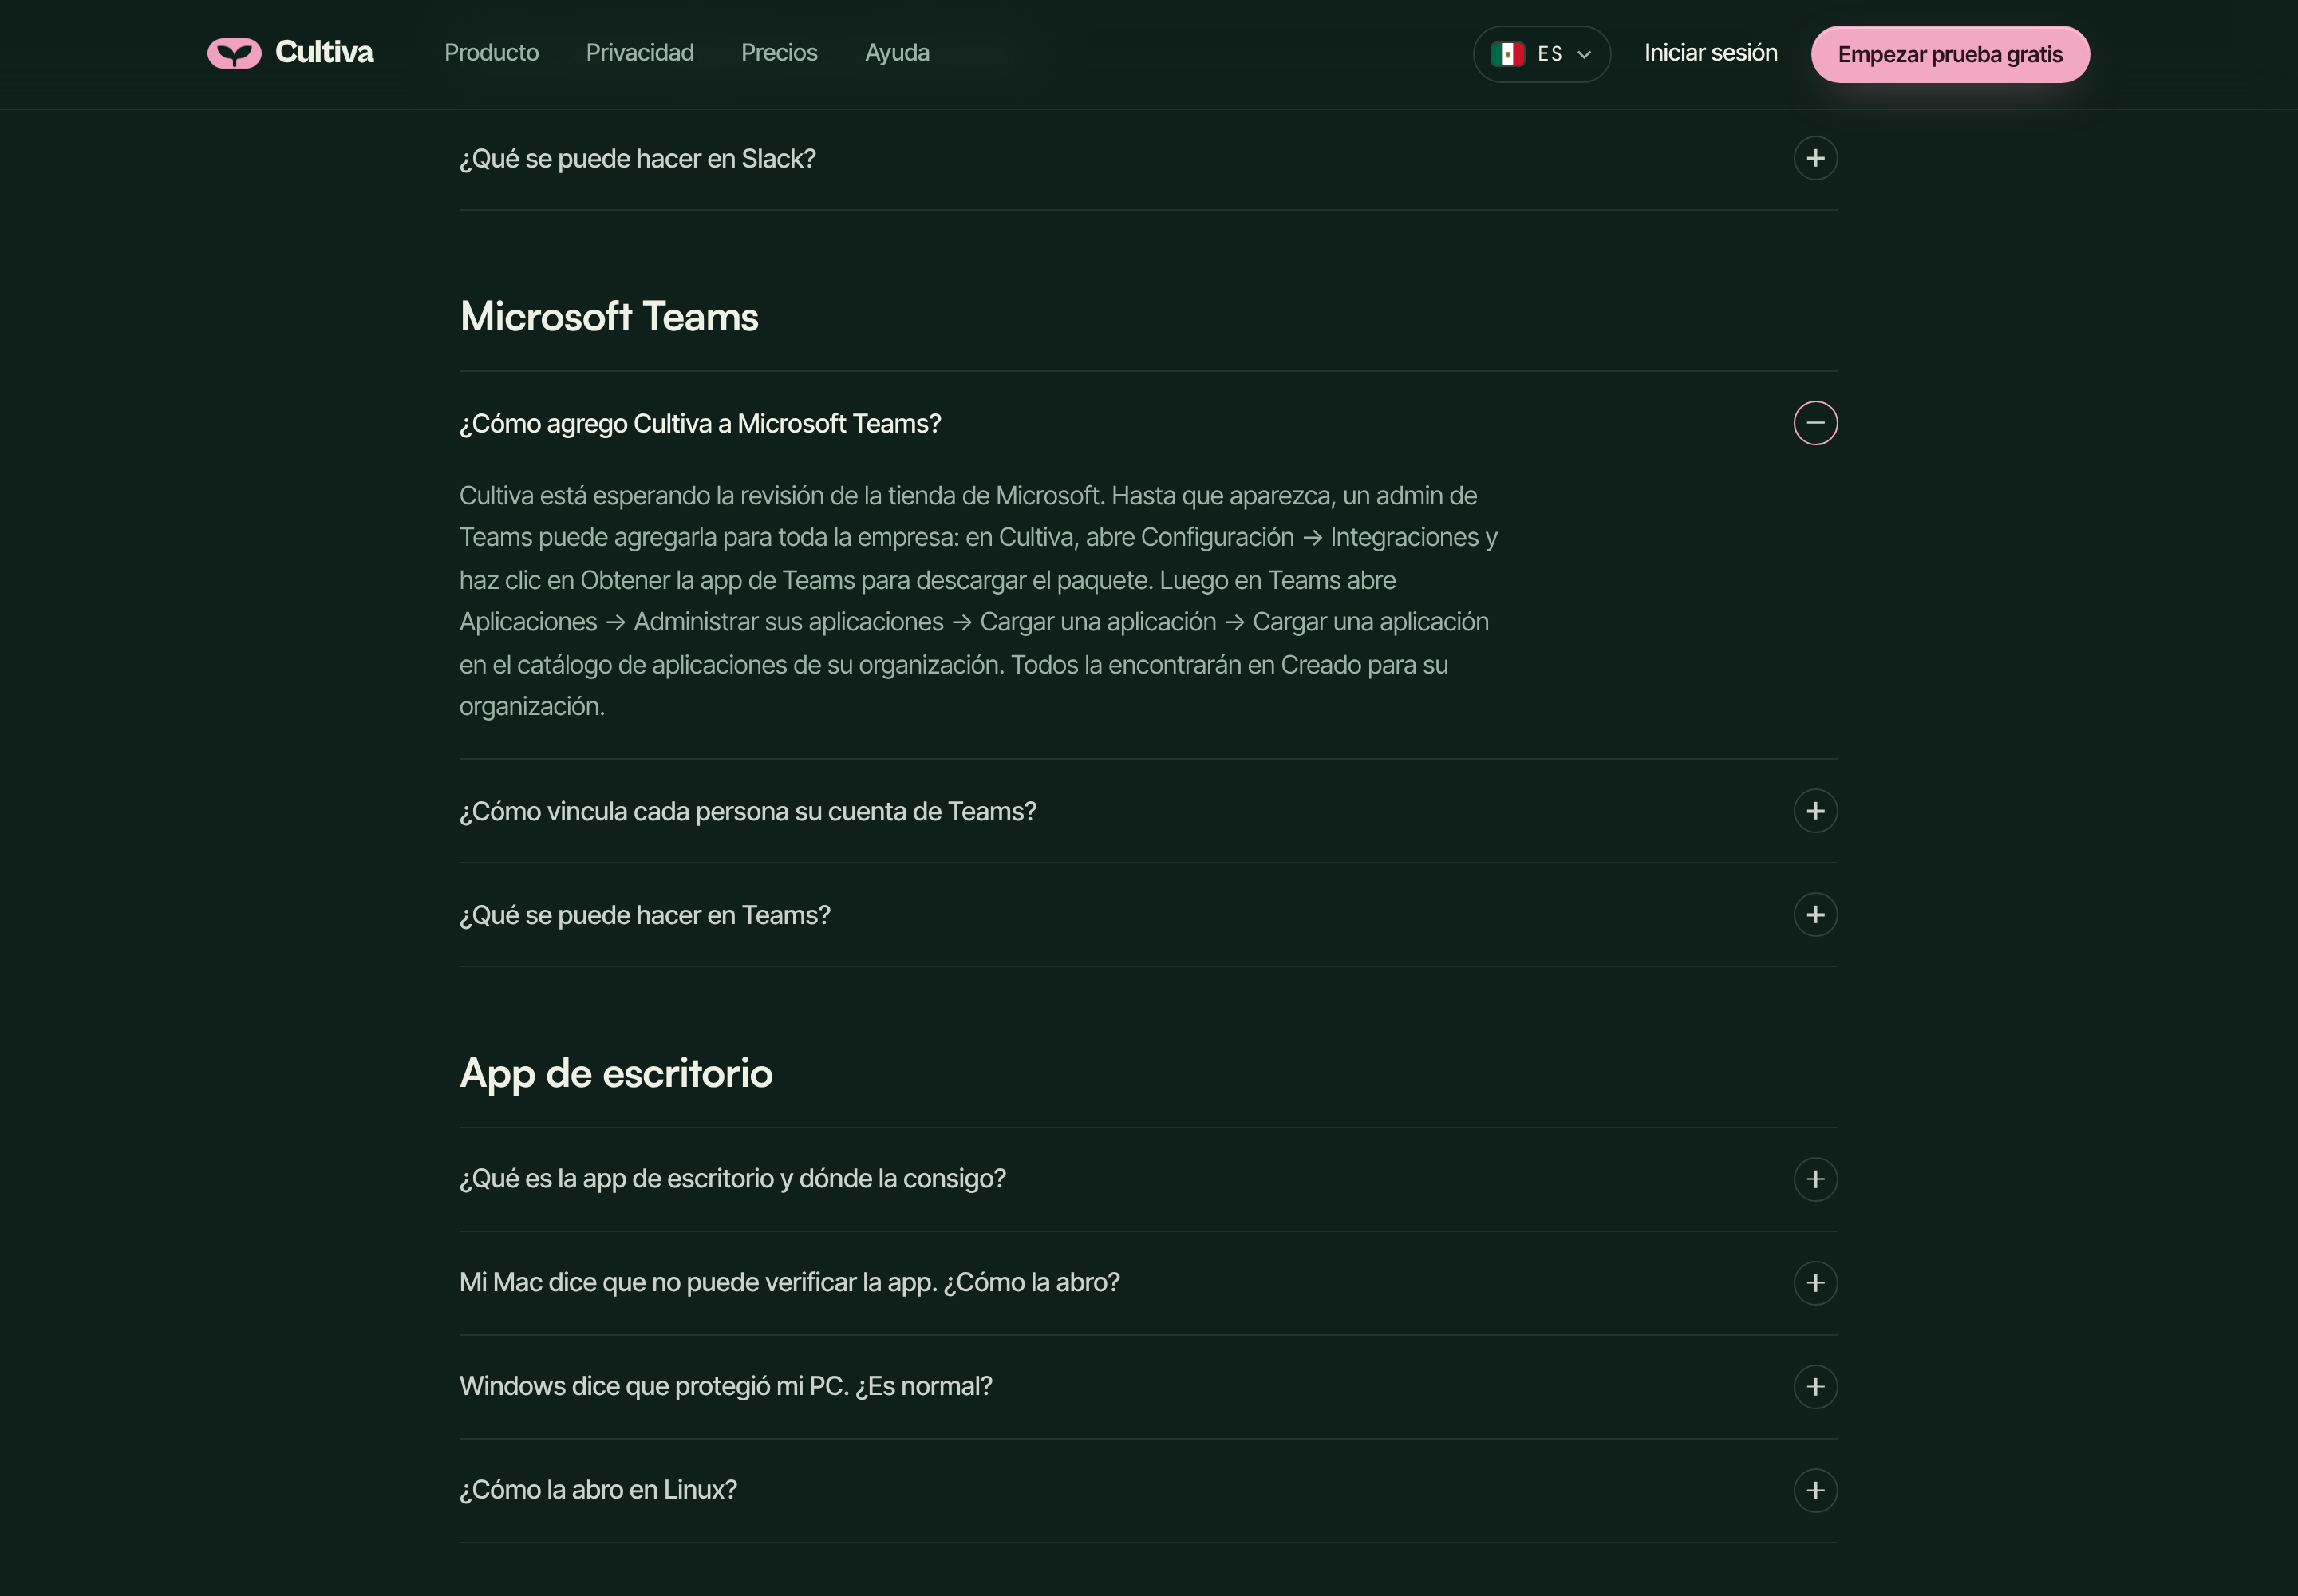 Cultiva
Producto
Privacidad
Precios
Ayuda
ES
Iniciar sesión
Empezar prueba gratis
¿Qué se puede hacer en Slack?
Microsoft Teams
¿Cómo agrego Cultiva a Microsoft Teams?
Cultiva está esperando la revisión de la tienda de Microsoft. Hasta que aparezca, un admin de
Teams puede agregarla para toda la empresa: en Cultiva, abre Configuración → Integraciones y
haz clic en Obtener la app de Teams para descargar el paquete. Luego en Teams abre
Aplicaciones → Administrar sus aplicaciones → Cargar una aplicación → Cargar una aplicación
en el catálogo de aplicaciones de su organización. Todos la encontrarán en Creado para su
organización.
¿Cómo vincula cada persona su cuenta de Teams?
¿Qué se puede hacer en Teams?
App de escritorio
¿Qué es la app de escritorio y dónde la consigo?
Mi Mac dice que no puede verificar la app. ¿Cómo la abro?
Windows dice que protegió mi PC. ¿Es normal?
¿Cómo la abro en Linux?